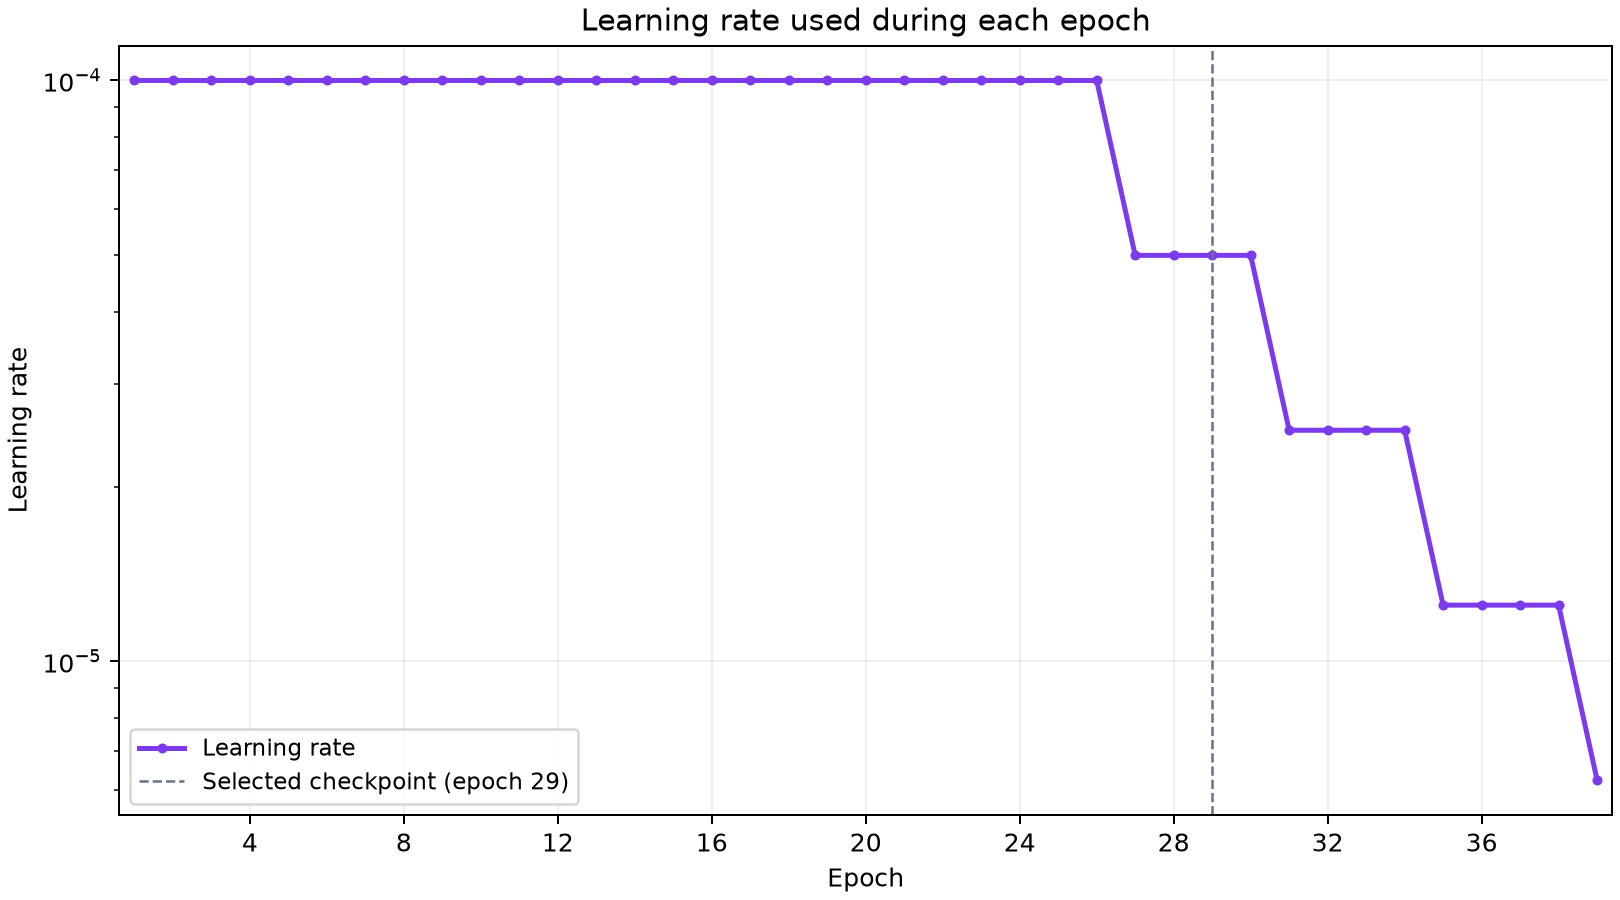 Learning rate used during each epoch
Learning rate
10⁻⁴
10⁻⁵
Learning rate
Selected checkpoint (epoch 29)
4 8 12 16 20 24 28 32 36
Epoch